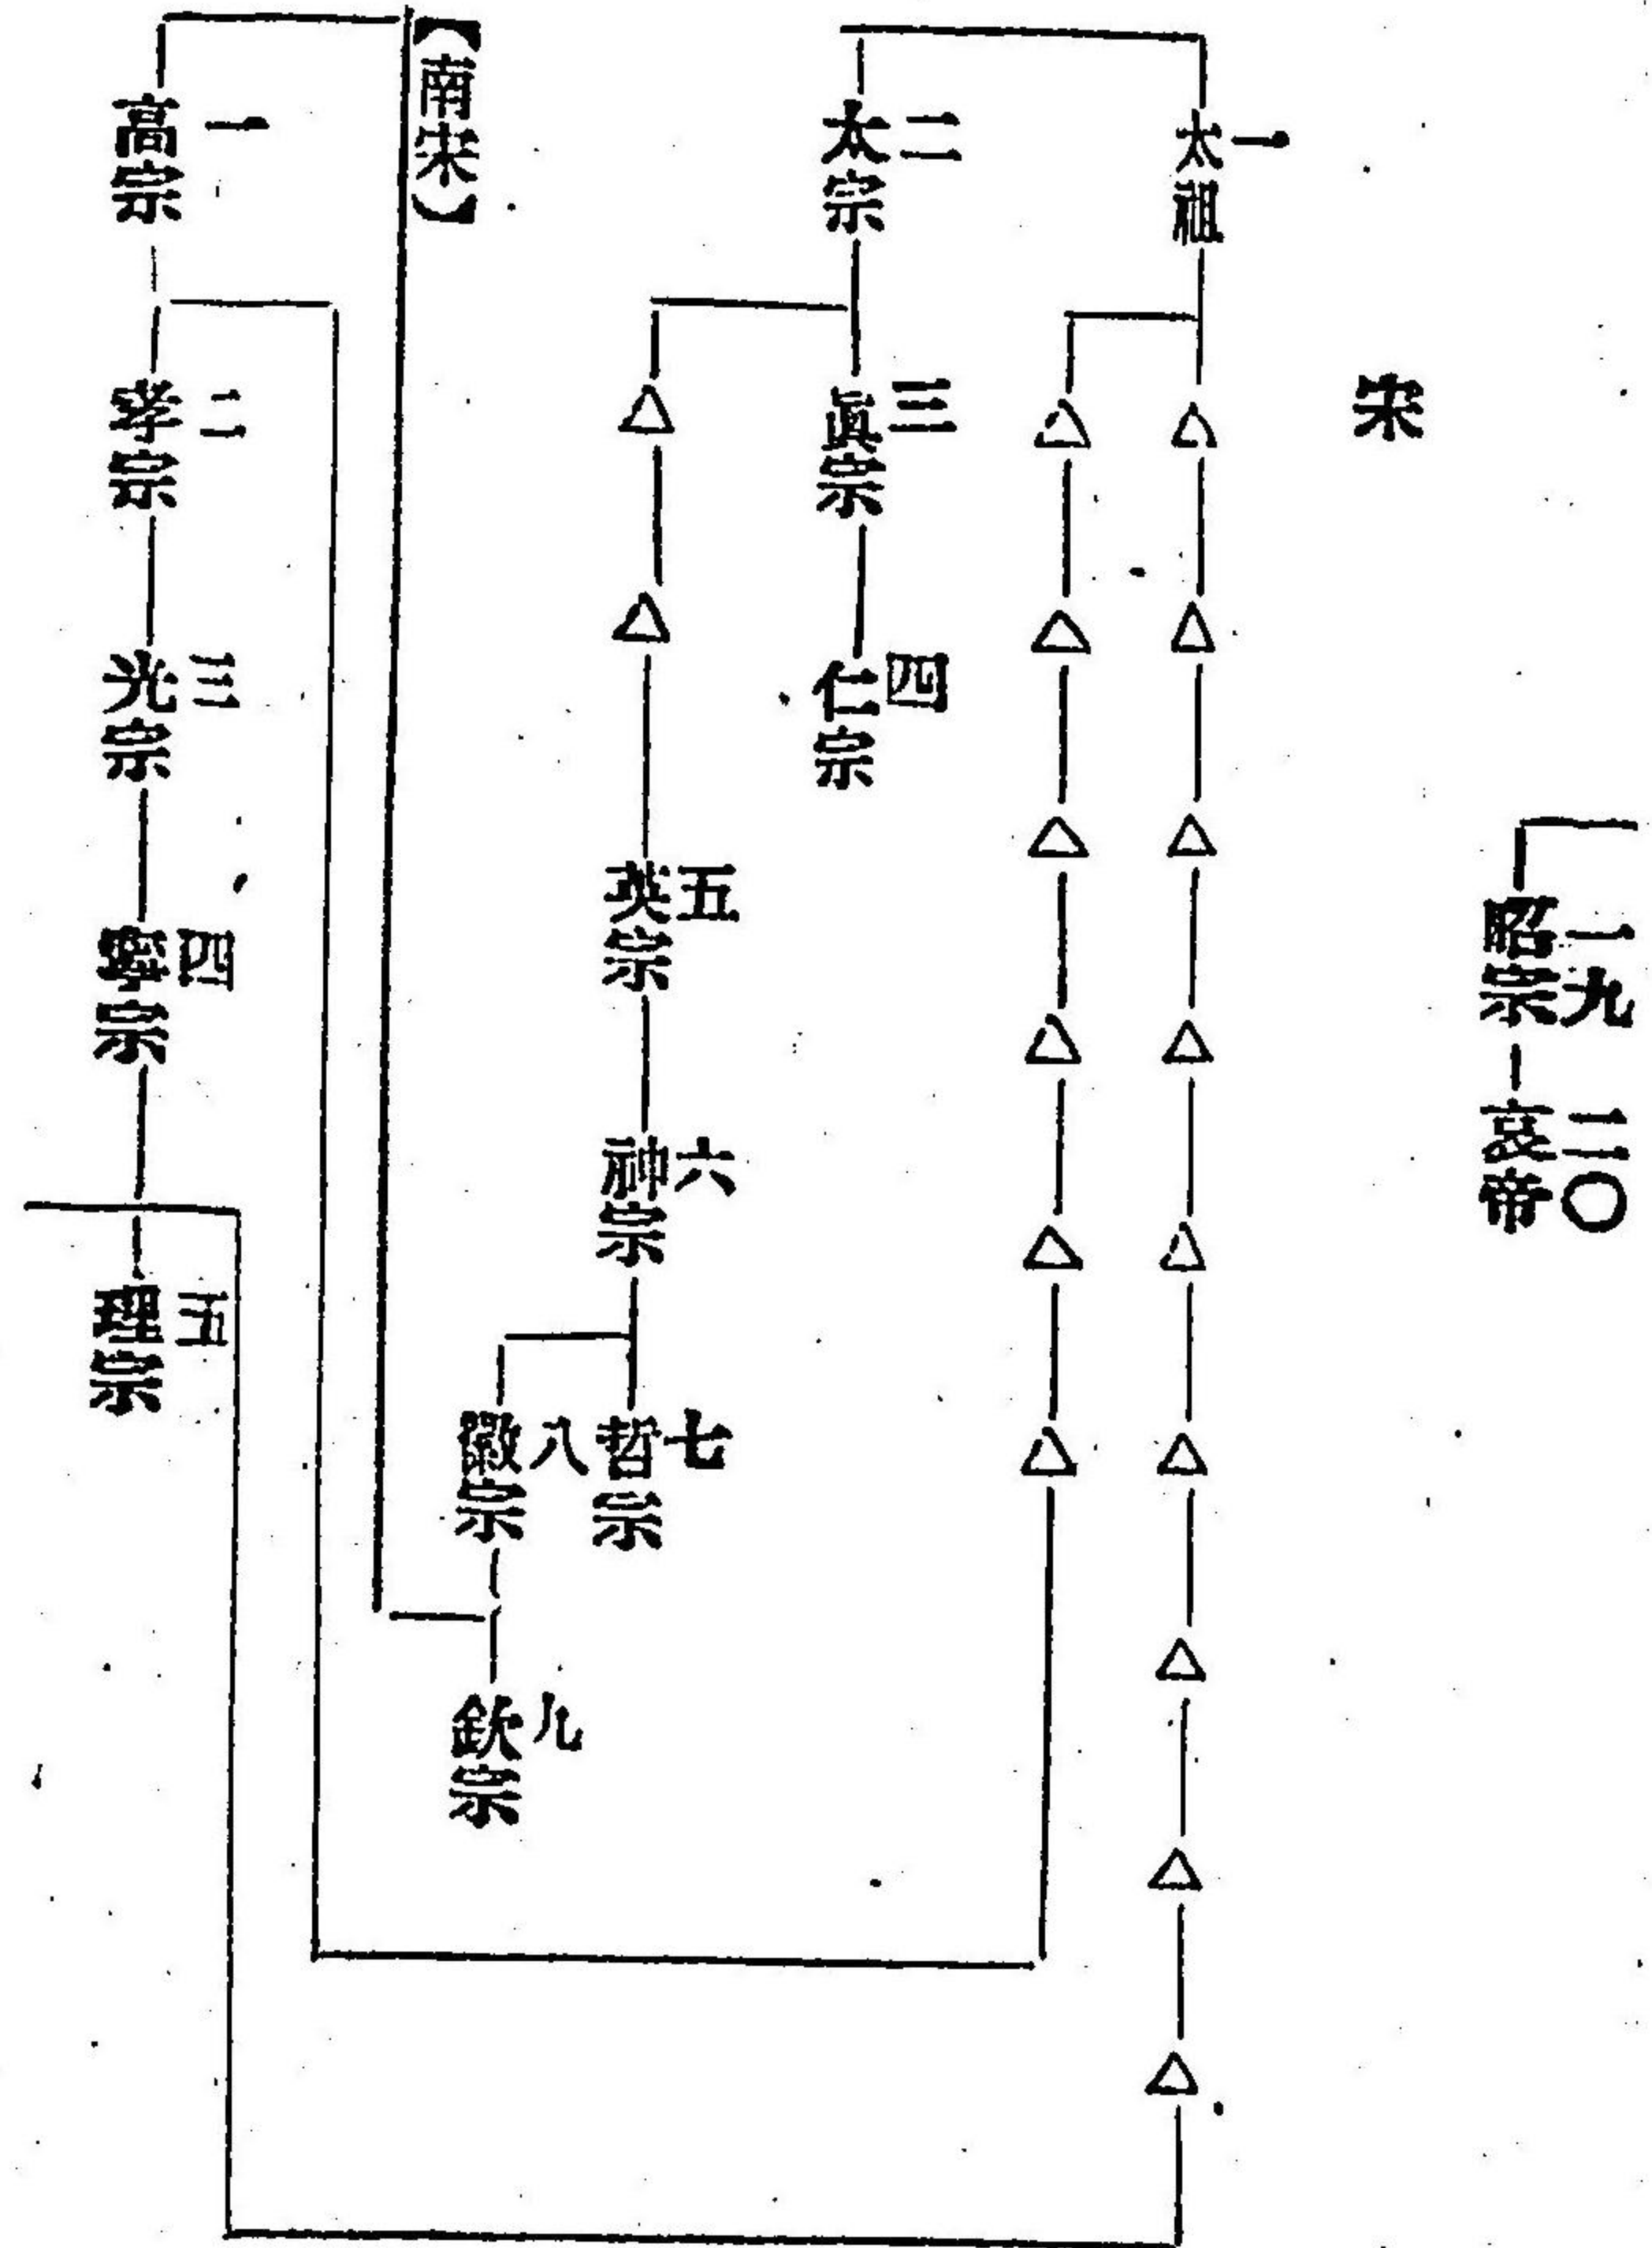 一九 昭宗
二〇 哀帝
宋
一 太祖
二 太宗
三 眞宗
四 仁宗
五 英宗
六 神宗
七 哲宗
八 徽宗
九 欽宗
【南宋】
一 高宗
二 孝宗
三 光宗
四 寧宗
五 理宗